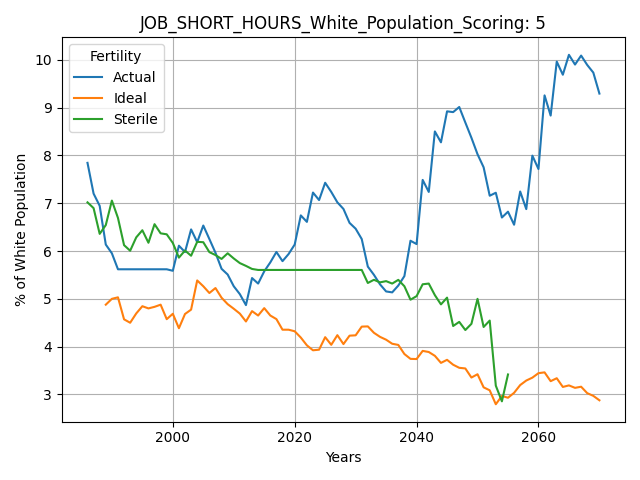 JOB_SHORT_HOURS_White_Population_Scoring: 5
Fertility
Actual
Ideal
Sterile
% of White Population
10
9
8
7
6
5
4
3
2000 2020 2040 2060
Years